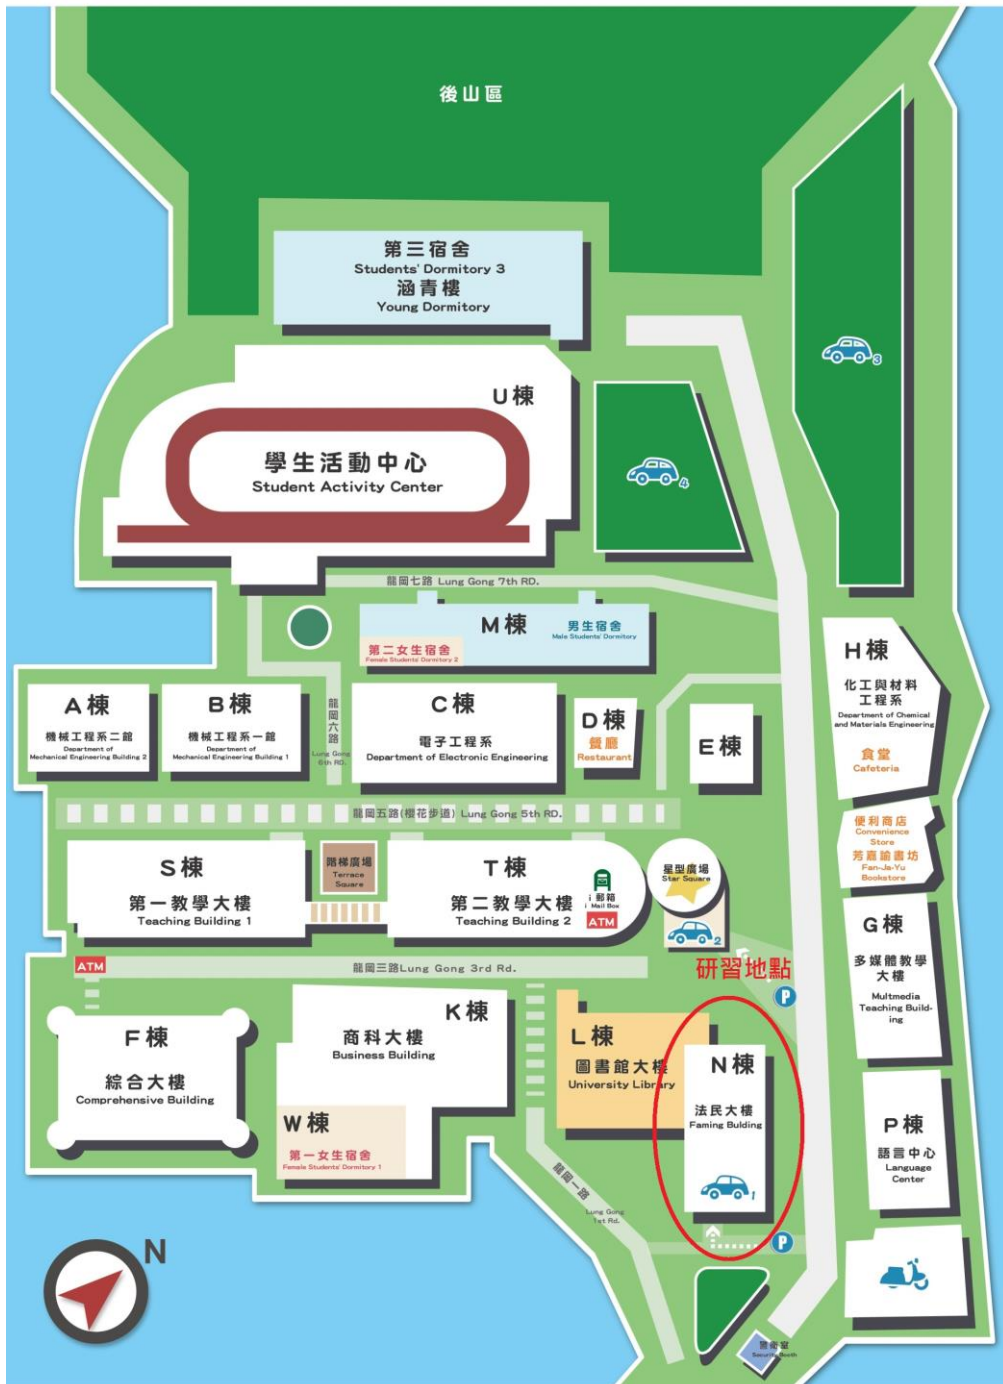 後山區
第三宿舍
Students' Dormitory 3
涵青樓
Young Dormitory
3
U棟
學生活動中心
Student Activity Center
4
龍岡七路 Lung Gong 7th RD.
M棟
男生宿舍
Male Students' Dormitory
第二女生宿舍
Female Students' Dormitory 2
H棟
化工與材料
工程系
Department of Chemical
and Materials Engineering
食堂
Cafeteria
A棟
機械工程系二館
Department of
Mechanical Engineering Building 2
B棟
機械工程系一館
Department of
Mechanical Engineering Building 1
龍岡六路
Lung Gong
6th RD.
C棟
電子工程系
Department of Electronic Engineering
D棟
餐廳
Restaurant
E棟
龍岡五路(櫻花步道) Lung Gong 5th RD.
便利商店
Convenience
Store
芳嘉諭書坊
Fan-Ja-Yu
Bookstore
S棟
第一教學大樓
Teaching Building 1
階梯廣場
Terrace
Square
T棟
第二教學大樓
Teaching Building 2
i 郵箱
i Mail Box
ATM
星型廣場
Star Square
2
G棟
多媒體教學
大樓
Multmedia
Teaching Build-
ing
ATM
龍岡三路Lung Gong 3rd Rd.
研習地點
P
F棟
綜合大樓
Comprehensive Building
K棟
商科大樓
Business Building
W棟
第一女生宿舍
Female Students' Dormitory 1
L棟
圖書館大樓
University Library
N棟
法民大樓
Faming Bulding
1
P棟
語言中心
Language
Center
龍岡一路
Lung Gong
1st Rd.
P
N
警衛室
Security Booth